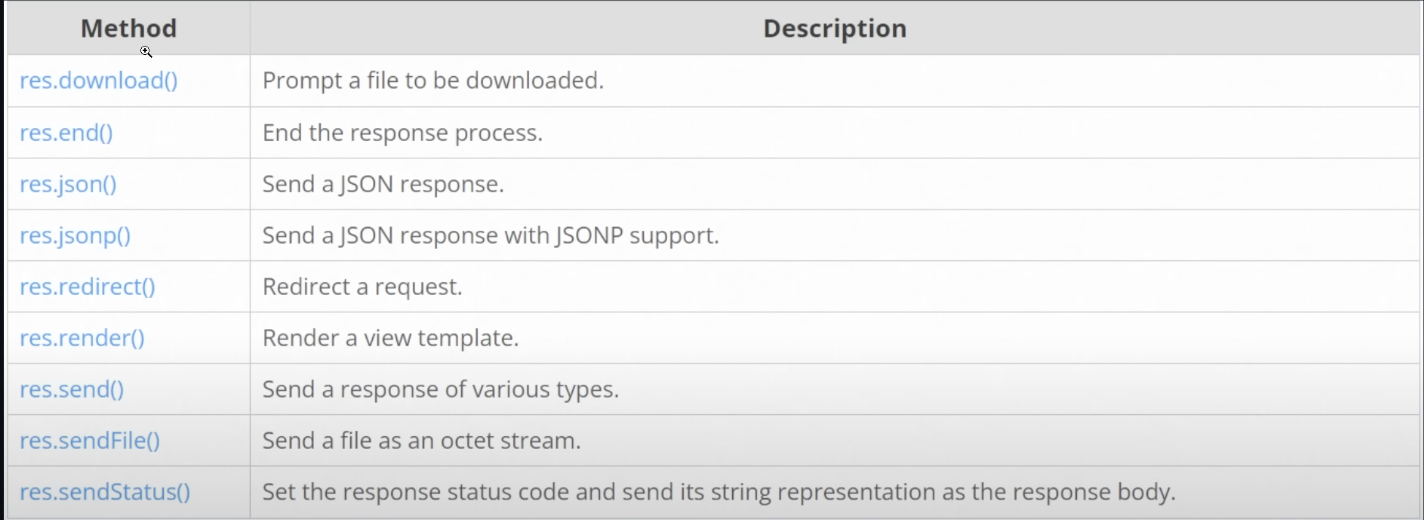 Method Description
res.download() Prompt a file to be downloaded.
res.end() End the response process.
res.json() Send a JSON response.
res.jsonp() Send a JSON response with JSONP support.
res.redirect() Redirect a request.
res.render() Render a view template.
res.send() Send a response of various types.
res.sendFile() Send a file as an octet stream.
res.sendStatus() Set the response status code and send its string representation as the response body.